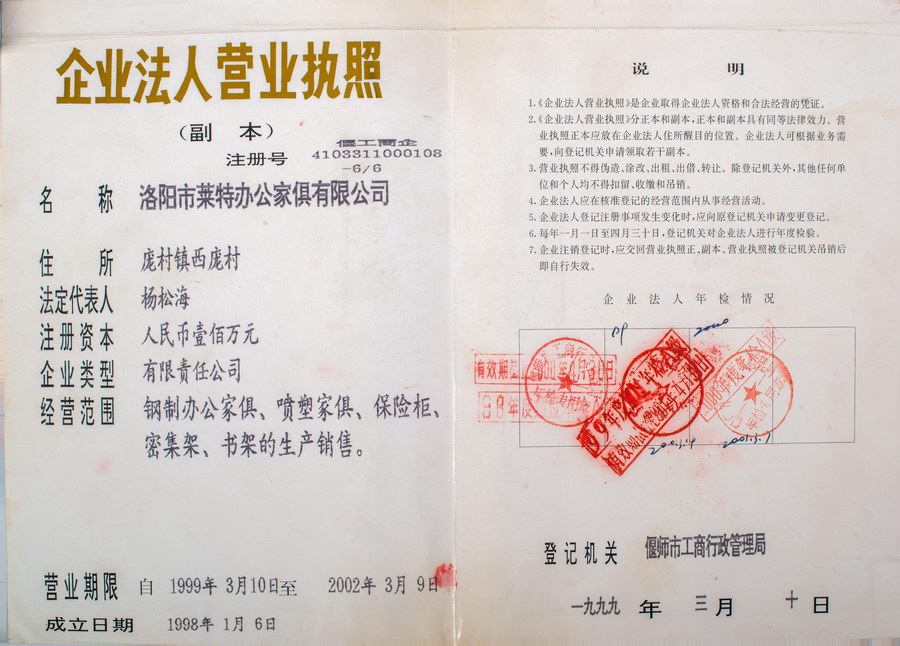 企业法人营业执照
（副 本）
偃工商企
注册号 4103311000108
-6/6
名 称 洛阳市莱特办公家俱有限公司
住 所 庞村镇西庞村
法定代表人 杨松海
注册资本 人民币壹佰万元
企业类型 有限责任公司
经营范围 钢制办公家俱、喷塑家俱、保险柜、
密集架、书架的生产销售。
营业期限 自 1999年 3月10日至 2002年 3月 9日
成立日期 1998年 1月 6日
说 明
1.《企业法人营业执照》是企业取得企业法人资格和合法经营的凭证。
2.《企业法人营业执照》分正本和副本，正本和副本具有同等法律效力。营
业执照正本应放在企业法人住所醒目的位置。企业法人可根据业务需
要，向登记机关申请领取若干副本。
3.营业执照不得伪造、涂改、出租、出借、转让。除登记机关外，其他任何单
位和个人均不得扣留、收缴和吊销。
4.企业法人应在核准登记的经营范围内从事经营活动。
5.企业法人登记注册事项发生变化时，应向原登记机关申请变更登记。
6.每年一月一日至四月三十日，登记机关对企业法人进行年度检验。
7.企业注销登记时，应交回营业执照正、副本。营业执照被登记机关吊销后
即自行失效。
企业法人年检情况
2000
有效期至
98年度
2001.5.7
登记机关 偃师市工商行政管理局
一九九九 年 三 月 十 日